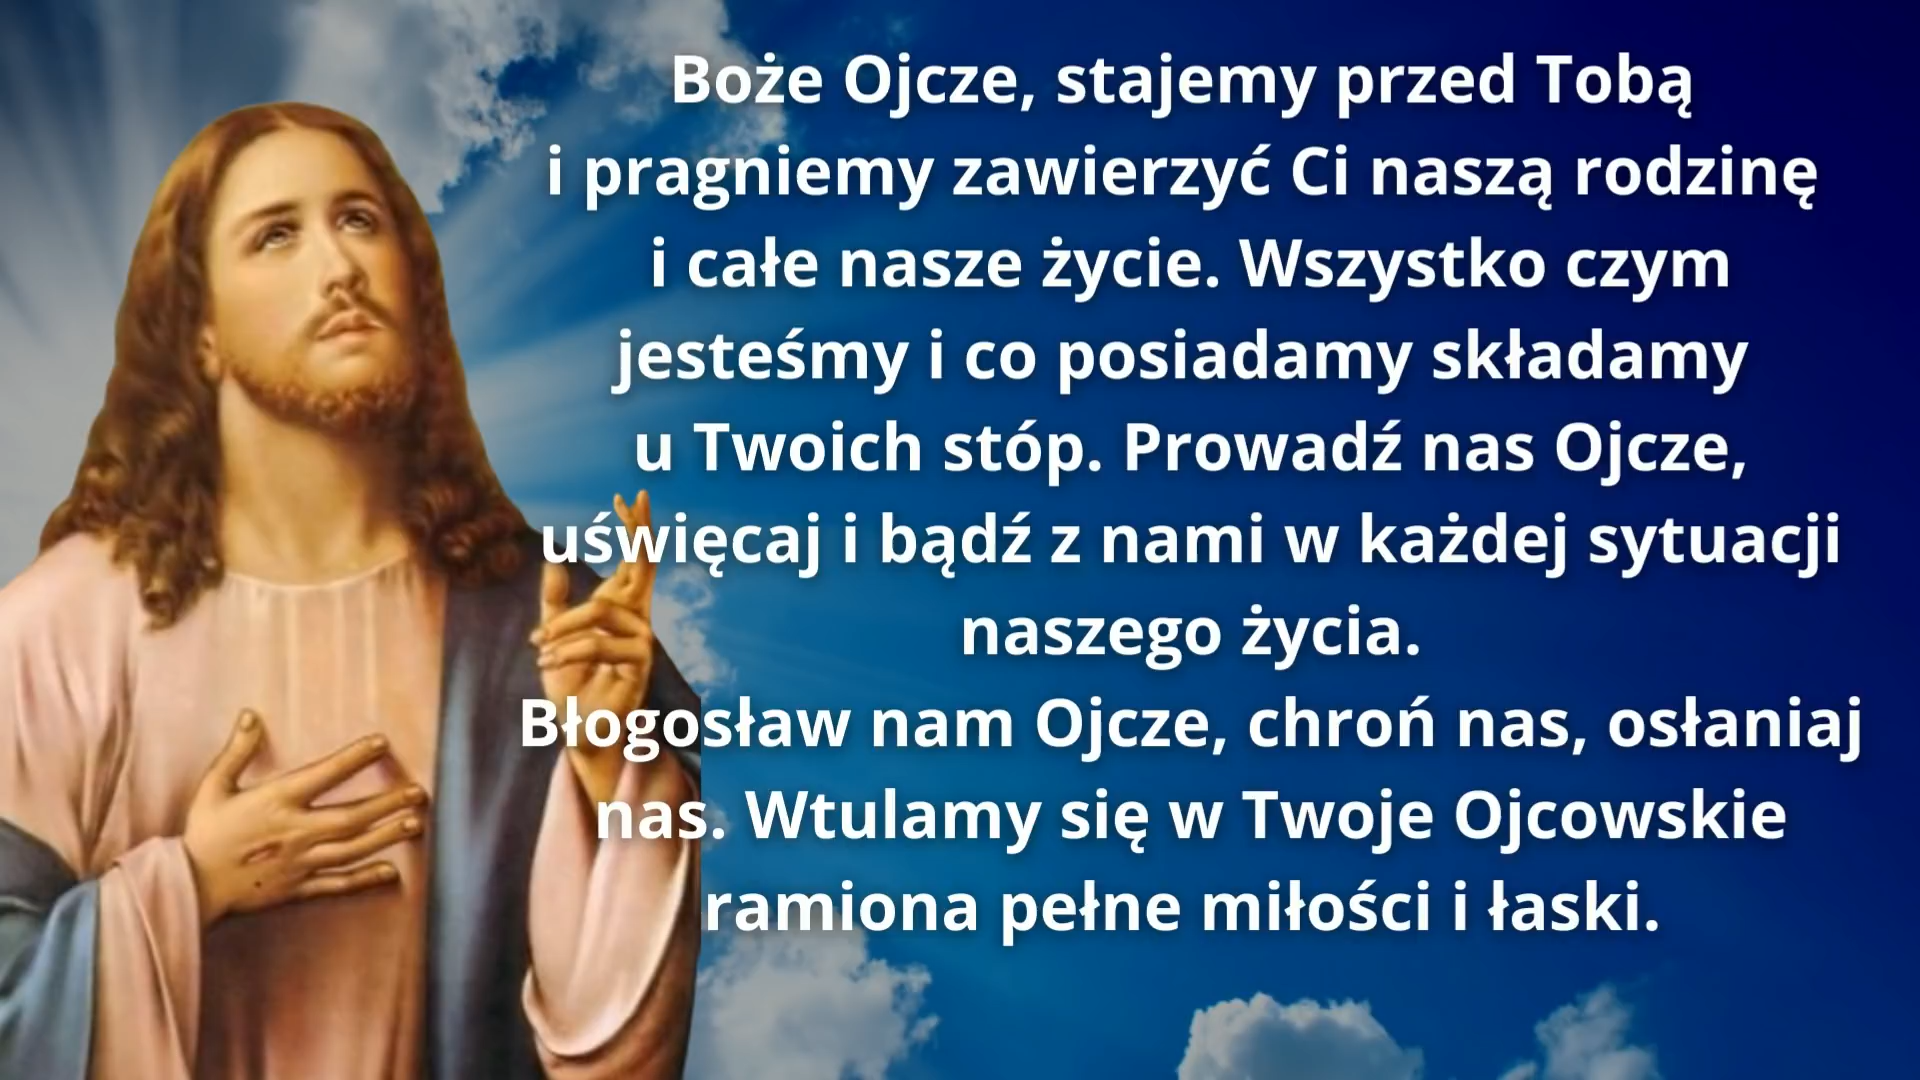 Boże Ojcze, stajemy przed Tobą
i pragniemy zawierzyć Ci naszą rodzinę
i całe nasze życie. Wszystko czym
jesteśmy i co posiadamy składamy
u Twoich stóp. Prowadź nas Ojcze,
uświęcaj i bądź z nami w każdej sytuacji
naszego życia.
Błogosław nam Ojcze, chroń nas, osłaniaj
nas. Wtulamy się w Twoje Ojcowskie
ramiona pełne miłości i łaski.